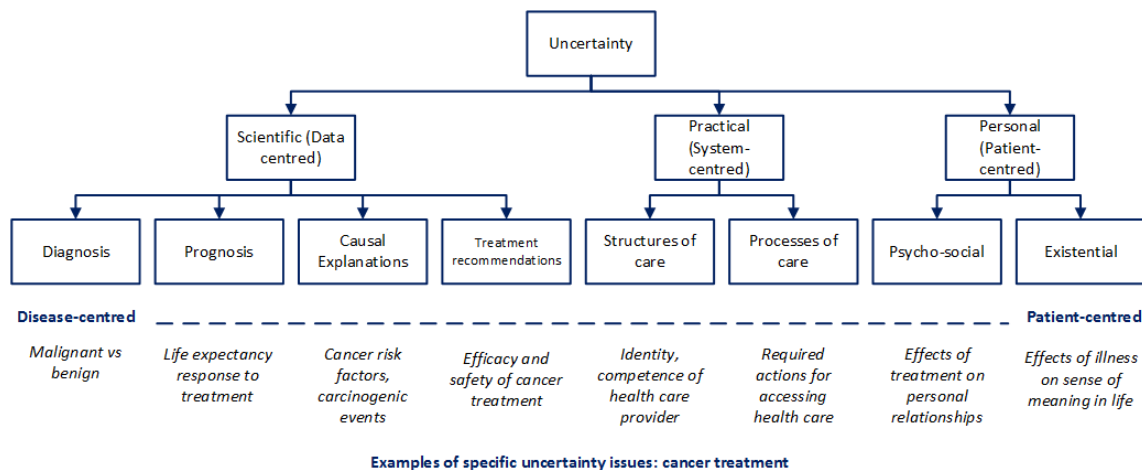 Uncertainty
Scientific (Data
centred)
Practical
(System-
centred)
Personal
(Patient-
centred)
Diagnosis
Prognosis
Causal
Explanations
Treatment
recommendations
Structures of
care
Processes of
care
Psycho-social
Existential
Disease-centred
Patient-centred
Malignant vs
benign
Life expectancy
response to
treatment
Cancer risk
factors,
carcinogenic
events
Efficacy and
safety of cancer
treatment
Identity,
competence of
health care
provider
Required
actions for
accessing
health care
Effects of
treatment on
personal
relationships
Effects of illness
on sense of
meaning in life
Examples of specific uncertainty issues: cancer treatment